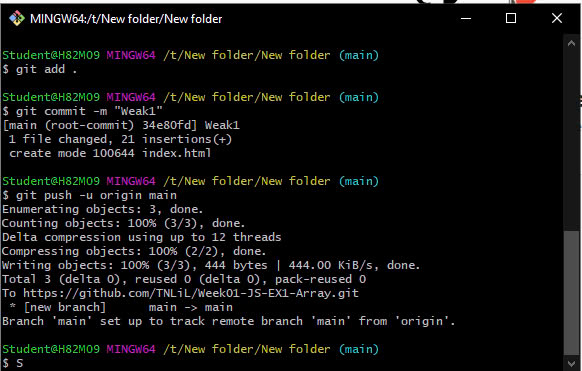 MINGW64:/t/New folder/New folder
Student@H82M09 MINGW64 /t/New folder/New folder (main)
$ git add .
Student@H82M09 MINGW64 /t/New folder/New folder (main)
$ git commit -m "Weak1"
[main (root-commit) 34e80fd] Weak1
1 file changed, 21 insertions(+)
create mode 100644 index.html
Student@H82M09 MINGW64 /t/New folder/New folder (main)
$ git push -u origin main
Enumerating objects: 3, done.
Counting objects: 100% (3/3), done.
Delta compression using up to 12 threads
Compressing objects: 100% (2/2), done.
Writing objects: 100% (3/3), 444 bytes | 444.00 KiB/s, done.
Total 3 (delta 0), reused 0 (delta 0), pack-reused 0
To https://github.com/TNLiL/Week01-JS-EX1-Array.git
* [new branch]      main -> main
Branch 'main' set up to track remote branch 'main' from 'origin'.
Student@H82M09 MINGW64 /t/New folder/New folder (main)
$ S